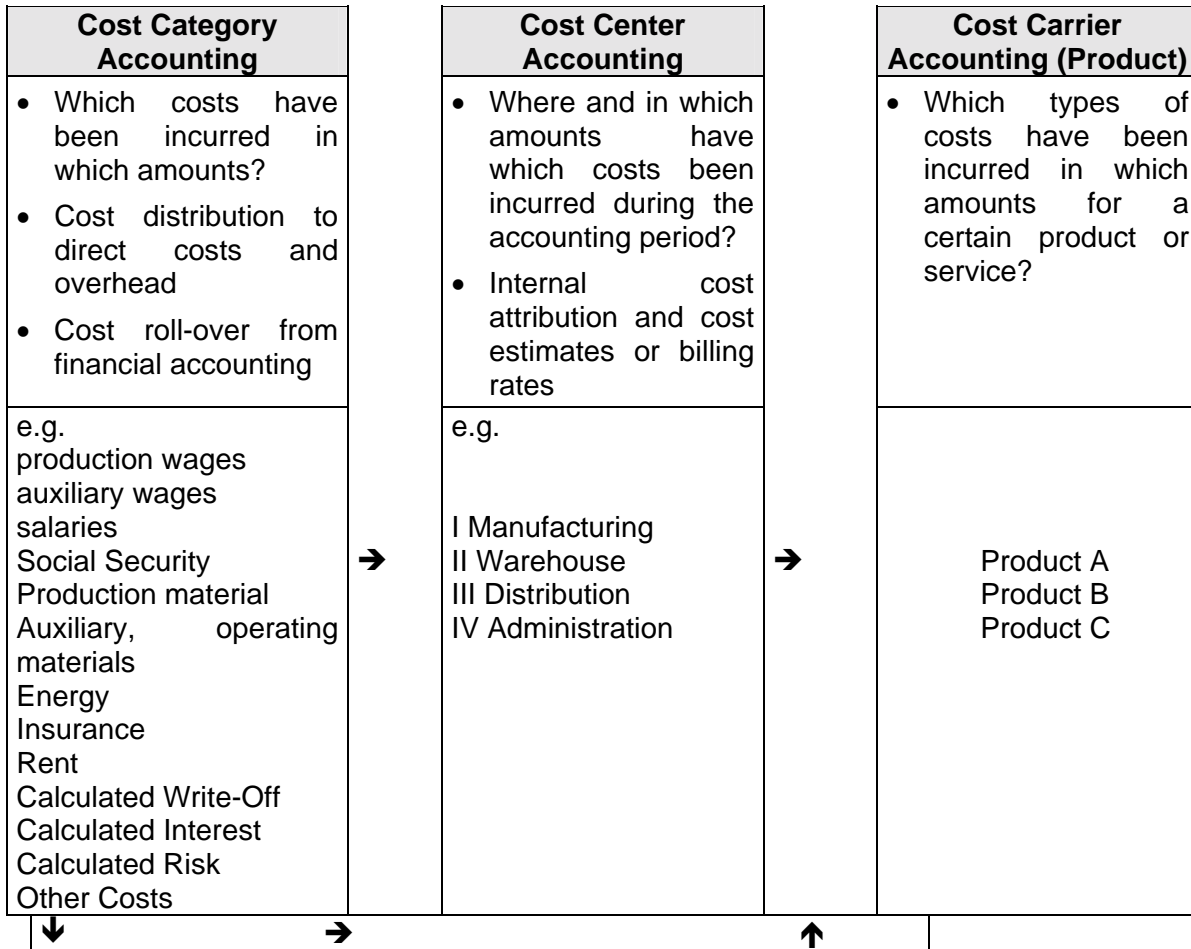 Cost Category
Accounting
• Which costs have
been incurred in
which amounts?
• Cost distribution to
direct costs and
overhead
• Cost roll-over from
financial accounting
e.g.
production wages
auxiliary wages
salaries
Social Security
Production material
Auxiliary, operating
materials
Energy
Insurance
Rent
Calculated Write-Off
Calculated Interest
Calculated Risk
Other Costs
Cost Center
Accounting
• Where and in which
amounts have
which costs been
incurred during the
accounting period?
• Internal cost
attribution and cost
estimates or billing
rates
e.g.
I Manufacturing
II Warehouse
III Distribution
IV Administration
Cost Carrier
Accounting (Product)
• Which types of
costs have been
incurred in which
amounts for a
certain product or
service?
Product A
Product B
Product C